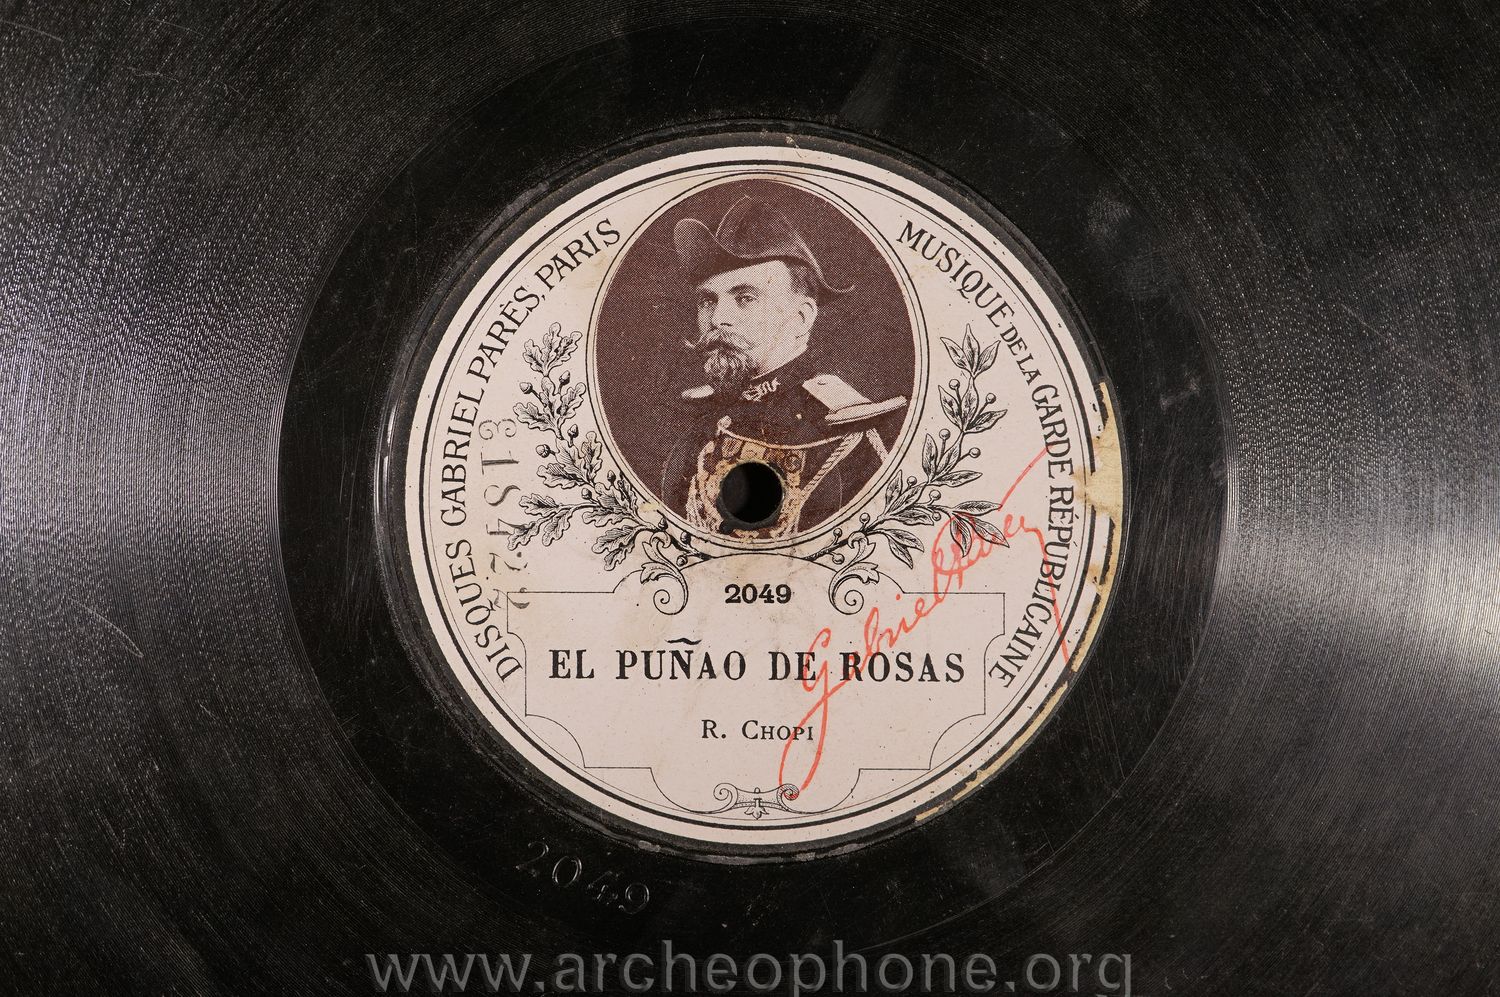 DISQUES GABRIEL PARÈS, PARIS
MUSIQUE DE LA GARDE RÉPUBLICAINE
2049
EL PUÑAO DE ROSAS
R. CHOPI
Gabriel Parès
2049
www.archeophone.org